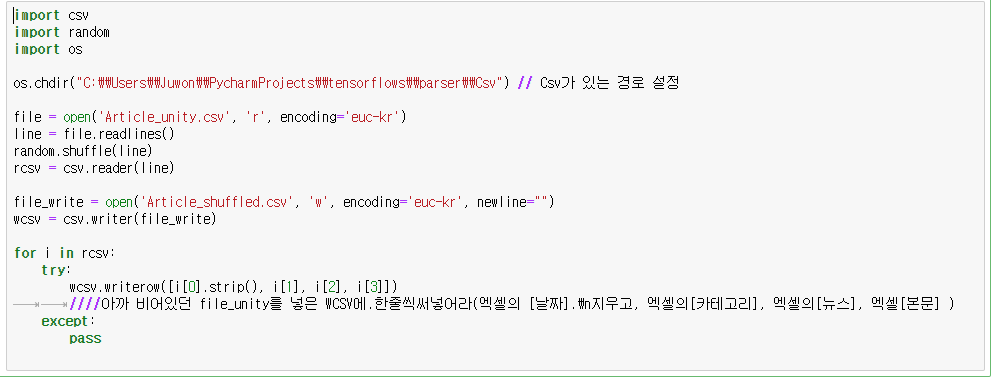 import csv
import random
import os
os.chdir("C:₩₩Users₩₩Juwon₩₩PycharmProjects₩₩tensorflows₩₩parser₩₩Csv") // Csv가 있는 경로 설정
file = open('Article_unity.csv', 'r', encoding='euc-kr')
line = file.readlines()
random.shuffle(line)
rcsv = csv.reader(line)
file_write = open('Article_shuffled.csv', 'w', encoding='euc-kr', newline="")
wcsv = csv.writer(file_write)
for i in rcsv:
    try:
        wcsv.writerow([i[0].strip(), i[1], i[2], i[3]])
        ////아까 비어있던 file_unity를 넣은 WCSV에.한줄씩써넣어라(멕셀의 [날짜].₩n지우고, 멕셀의[카테고리], 멕셀의[뉴스], 멕셀[본문] )
    except:
        pass